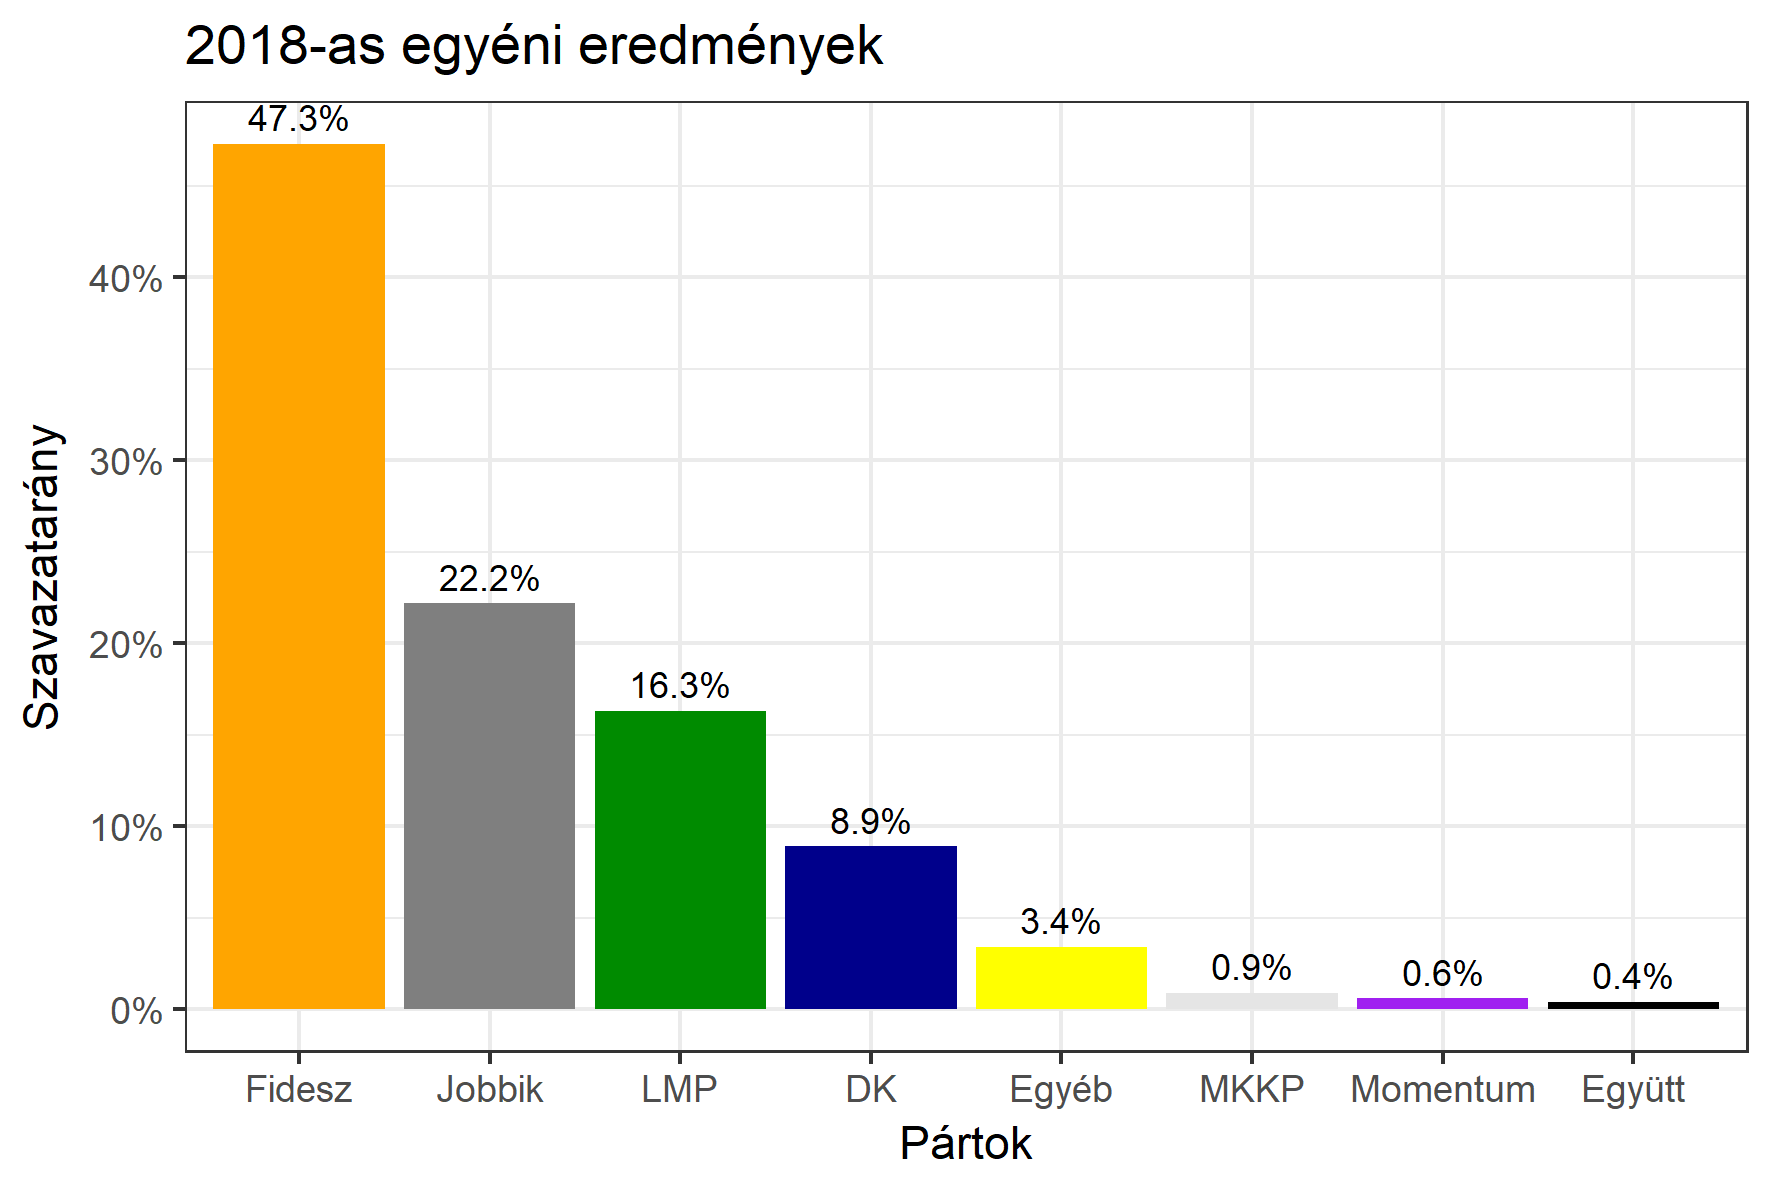 2018-as egyéni eredmények
47.3%
22.2%
16.3%
8.9%
3.4%
0.9%
0.6%
0.4%
40%
30%
20%
10%
0%
Szavazatarány
Fidesz
Jobbik
LMP
DK
Egyéb
MKKP
Momentum
Együtt
Pártok